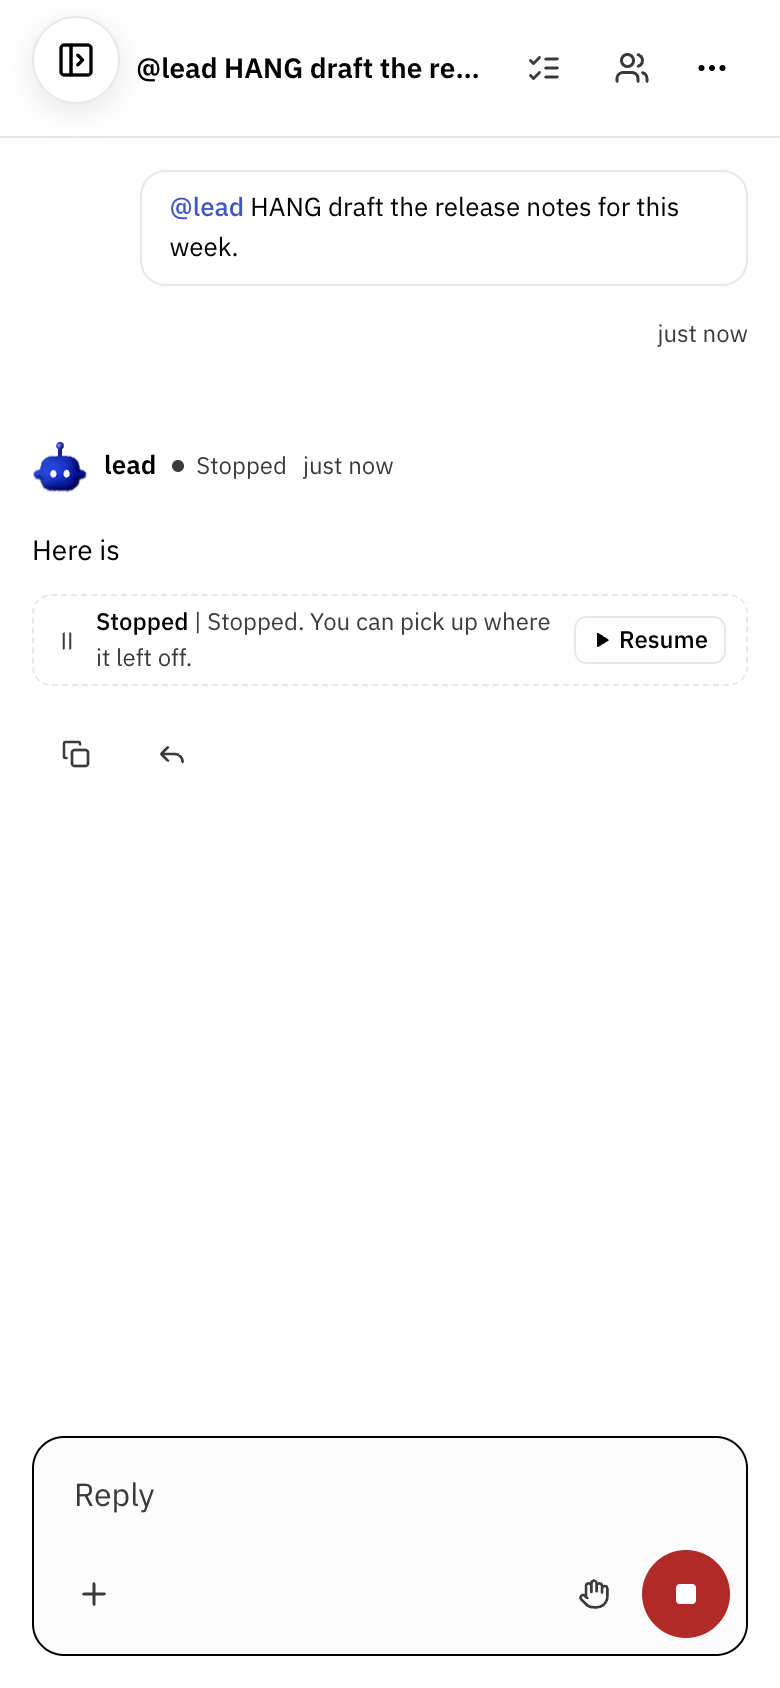 @lead HANG draft the re...
@lead HANG draft the release notes for this
week.
just now
lead ● Stopped just now
Here is
Stopped | Stopped. You can pick up where
it left off.
Resume
Reply